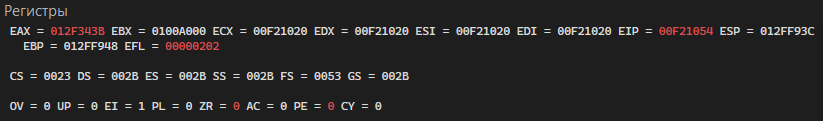 Регистры
EAX = 012F343B EBX = 0100A000 ECX = 00F21020 EDX = 00F21020 ESI = 00F21020 EDI = 00F21020 EIP = 00F21054 ESP = 012FF93C
EBP = 012FF948 EFL = 00000202
CS = 0023 DS = 002B ES = 002B SS = 002B FS = 0053 GS = 002B
OV = 0 UP = 0 EI = 1 PL = 0 ZR = 0 AC = 0 PE = 0 CY = 0